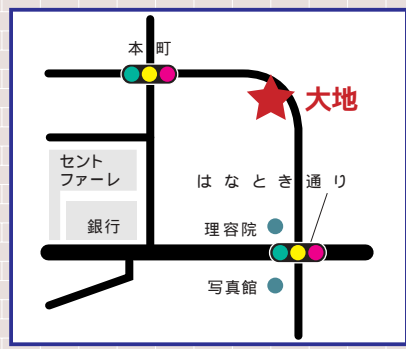 本町
大地
セント
ファーレ
はなとき通り
銀行
理容院
写真館